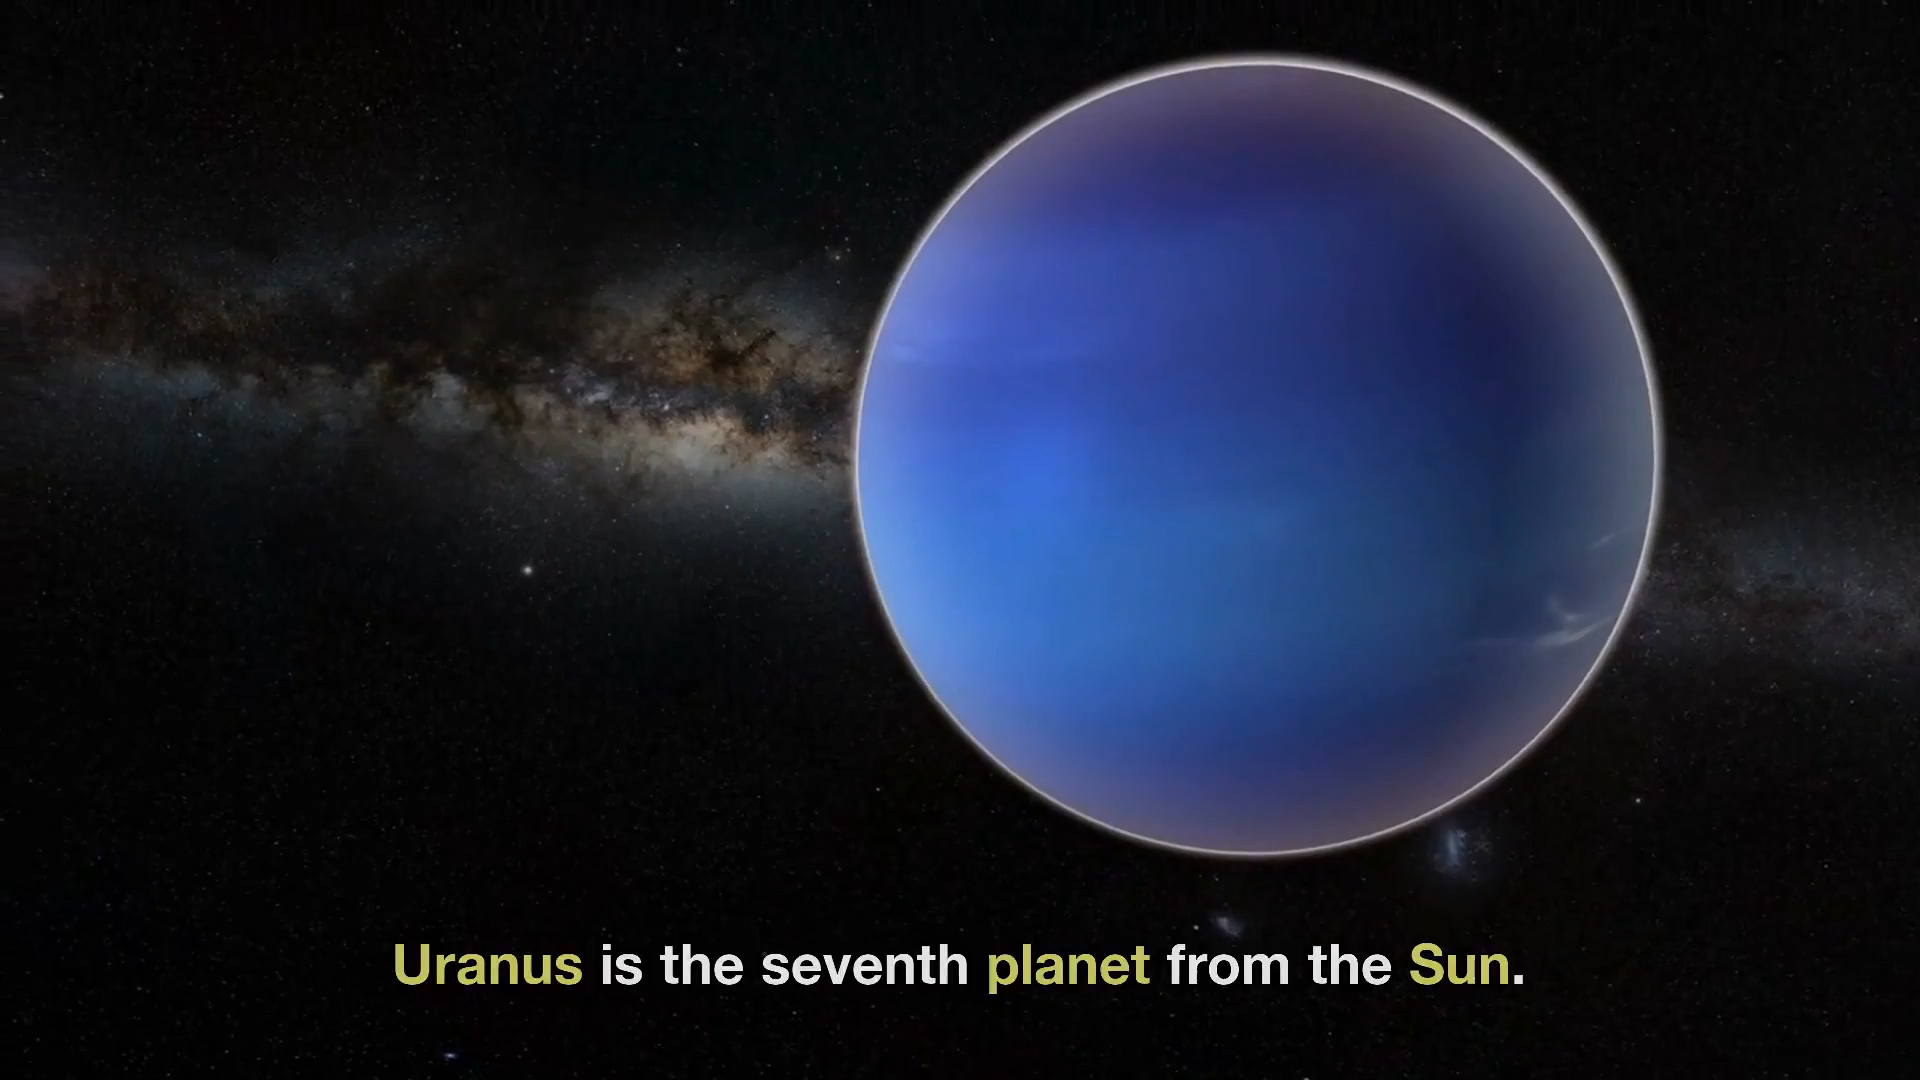 Uranus is the seventh planet from the Sun.